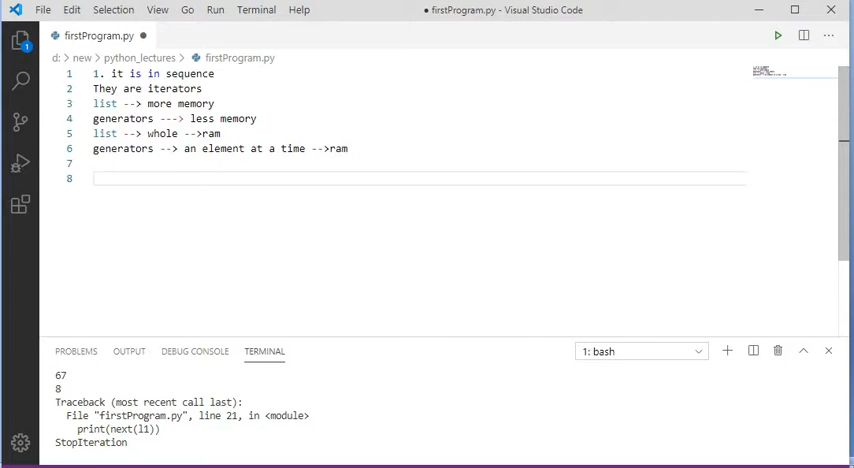 File Edit Selection View Go Run Terminal Help
● firstProgram.py - Visual Studio Code
firstProgram.py ●
d: > new > python_lectures > firstProgram.py
1 1. it is in sequence
2 They are iterators
3 list --> more memory
4 generators ---> less memory
5 list --> whole -->ram
6 generators --> an element at a time -->ram
7
8
1
PROBLEMS OUTPUT DEBUG CONSOLE TERMINAL
1: bash
67
8
Traceback (most recent call last):
File "firstProgram.py", line 21, in <module>
print(next(l1))
StopIteration